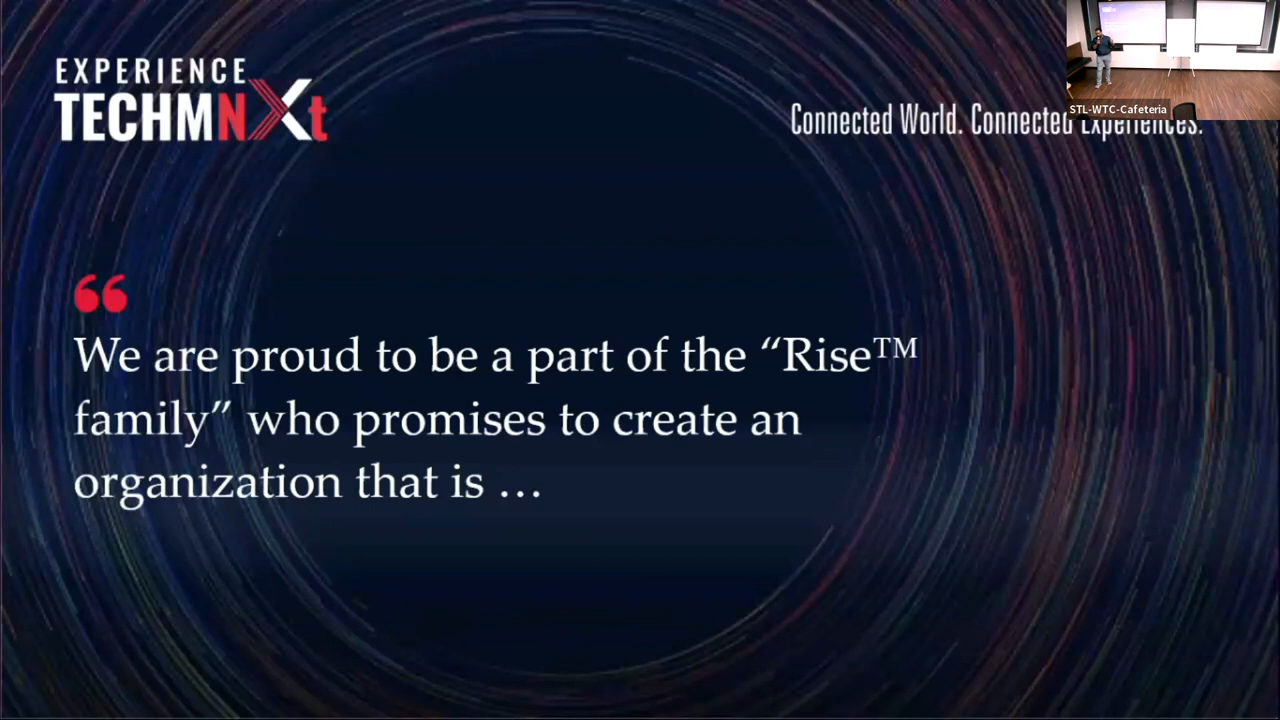 EXPERIENCE
TECHMNXt
Connected World. Connected Experiences.
STL-WTC-Cafeteria
“
We are proud to be a part of the “Rise™
family” who promises to create an
organization that is …